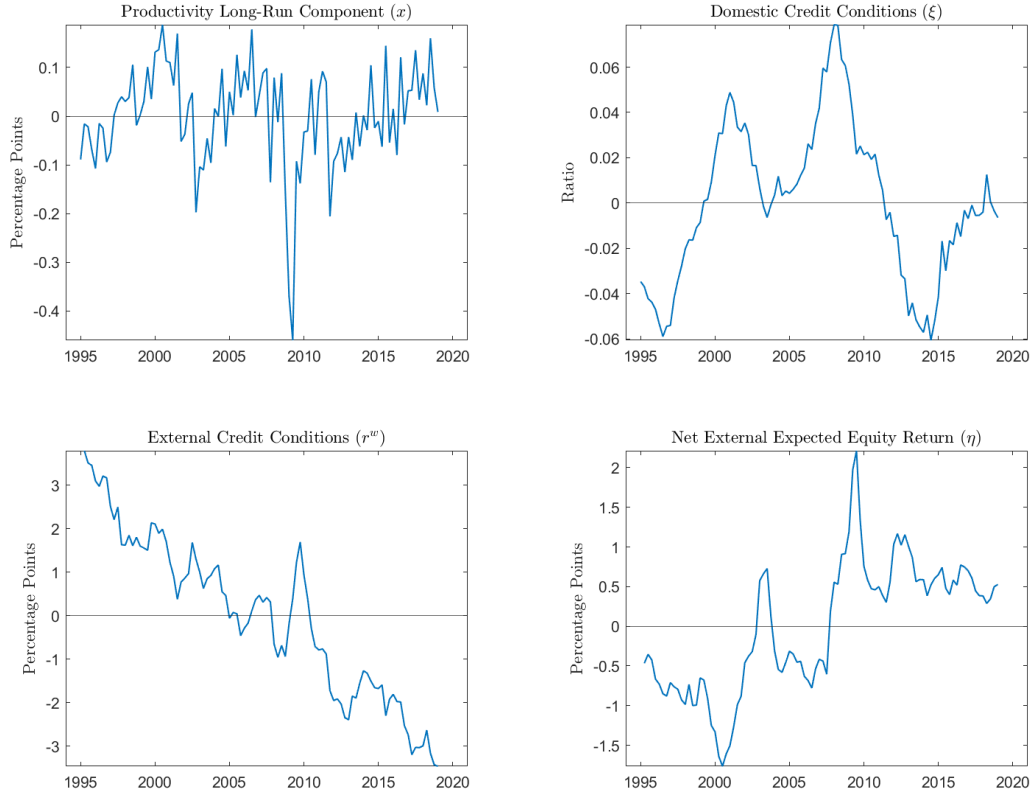 Productivity Long-Run Component (x)
Percentage Points
0.1
0
-0.1
-0.2
-0.3
-0.4
1995 2000 2005 2010 2015 2020
Domestic Credit Conditions (ξ)
Ratio
0.06
0.04
0.02
0
-0.02
-0.04
-0.06
1995 2000 2005 2010 2015 2020
External Credit Conditions (r^w)
Percentage Points
3
2
1
0
-1
-2
-3
1995 2000 2005 2010 2015 2020
Net External Expected Equity Return (η)
Percentage Points
2
1.5
1
0.5
0
-0.5
-1
-1.5
1995 2000 2005 2010 2015 2020